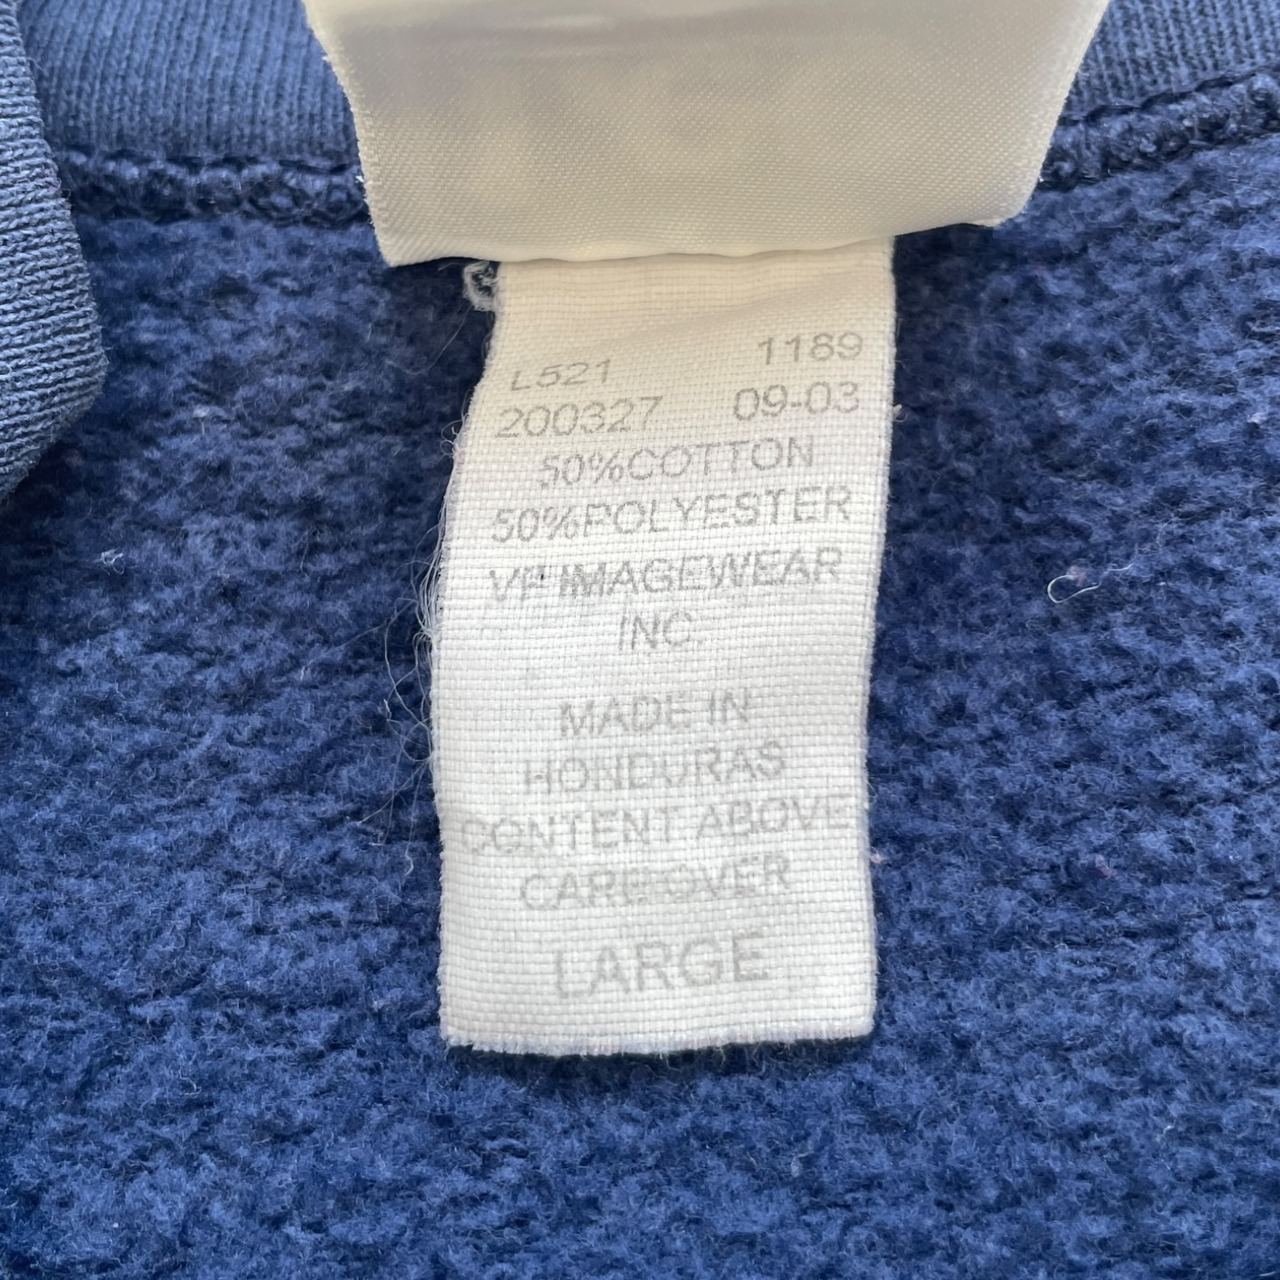 L521 1189
200327 09-03
50%COTTON
50%POLYESTER
VF IMAGEWEAR
INC.
MADE IN
HONDURAS
CONTENT ABOVE
CARE OVER
LARGE